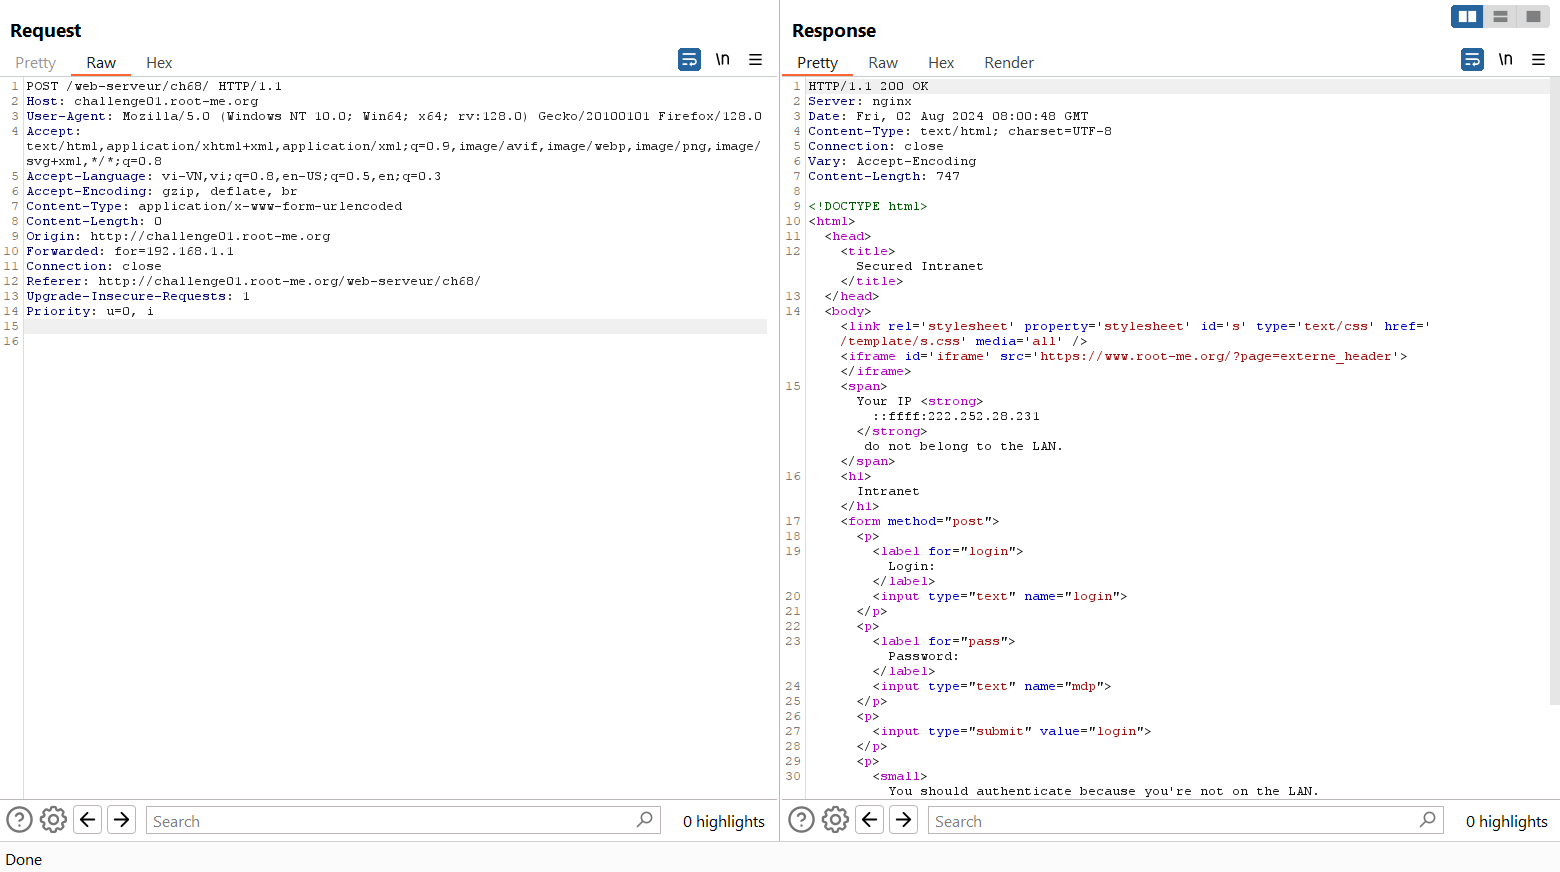 Request
Pretty Raw Hex
\n
1 POST /web-serveur/ch68/ HTTP/1.1
2 Host: challenge01.root-me.org
3 User-Agent: Mozilla/5.0 (Windows NT 10.0; Win64; x64; rv:128.0) Gecko/20100101 Firefox/128.0
4 Accept:
text/html,application/xhtml+xml,application/xml;q=0.9,image/avif,image/webp,image/png,image/
svg+xml,*/*;q=0.8
5 Accept-Language: vi-VN,vi;q=0.8,en-US;q=0.5,en;q=0.3
6 Accept-Encoding: gzip, deflate, br
7 Content-Type: application/x-www-form-urlencoded
8 Content-Length: 0
9 Origin: http://challenge01.root-me.org
10 Forwarded: for=192.168.1.1
11 Connection: close
12 Referer: http://challenge01.root-me.org/web-serveur/ch68/
13 Upgrade-Insecure-Requests: 1
14 Priority: u=0, i
15
16
Search
0 highlights
Response
Pretty Raw Hex Render
\n
1 HTTP/1.1 200 OK
2 Server: nginx
3 Date: Fri, 02 Aug 2024 08:00:48 GMT
4 Content-Type: text/html; charset=UTF-8
5 Connection: close
6 Vary: Accept-Encoding
7 Content-Length: 747
8
9 <!DOCTYPE html>
10 <html>
11 <head>
12 <title>
Secured Intranet
</title>
13 </head>
14 <body>
<link rel='stylesheet' property='stylesheet' id='s' type='text/css' href='
/template/s.css' media='all' />
<iframe id='iframe' src='https://www.root-me.org/?page=externe_header'>
</iframe>
15 <span>
Your IP <strong>
::ffff:222.252.28.231
</strong>
do not belong to the LAN.
</span>
16 <h1>
Intranet
</h1>
17 <form method="post">
18 <p>
19 <label for="login">
Login:
</label>
20 <input type="text" name="login">
21 </p>
22 <p>
23 <label for="pass">
Password:
</label>
24 <input type="text" name="mdp">
25 </p>
26 <p>
27 <input type="submit" value="login">
28 </p>
29 <p>
30 <small>
You should authenticate because you're not on the LAN.
Search
0 highlights
Done